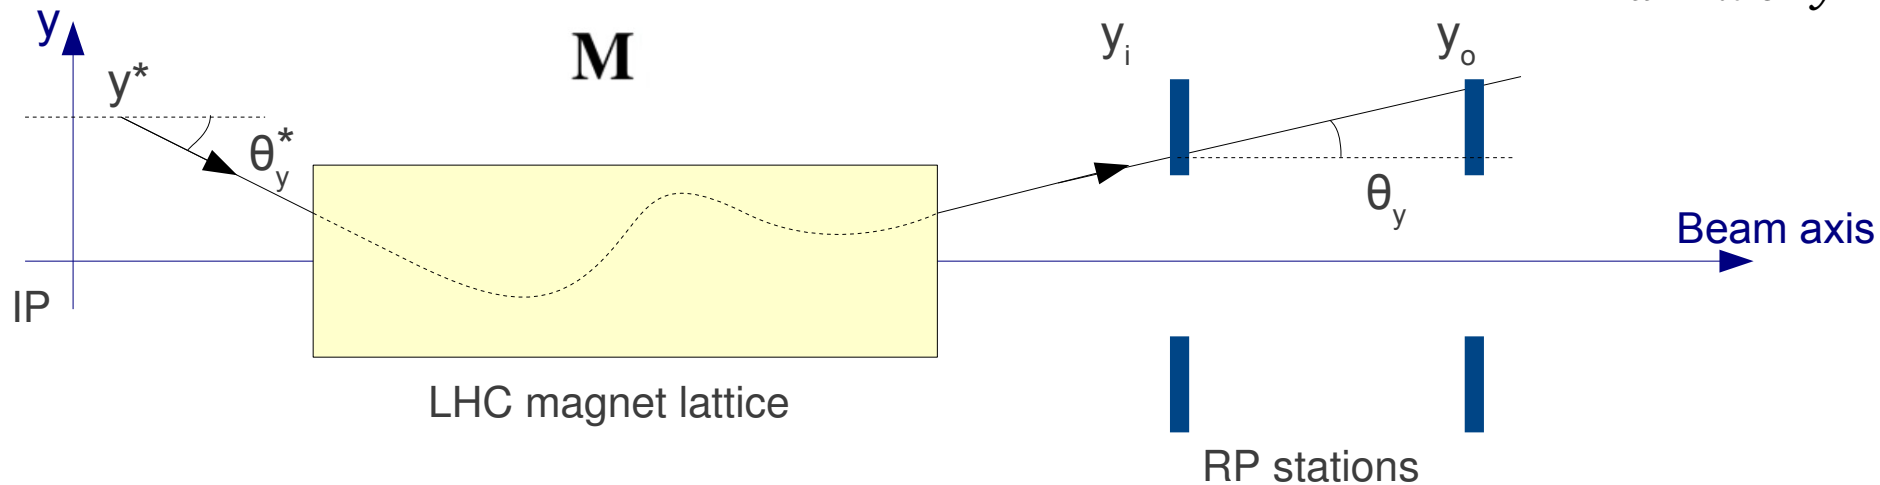 y
y*
M
y_i
y_o
θ*_y
θ_y
Beam axis
IP
LHC magnet lattice
RP stations